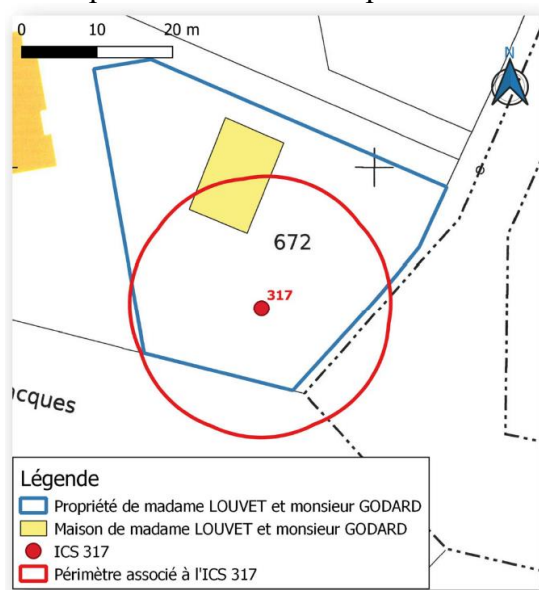 0 10 20 m
N
672
317
Légende
Propriété de madame LOUVET et monsieur GODARD
Maison de madame LOUVET et monsieur GODARD
ICS 317
Périmètre associé à l'ICS 317